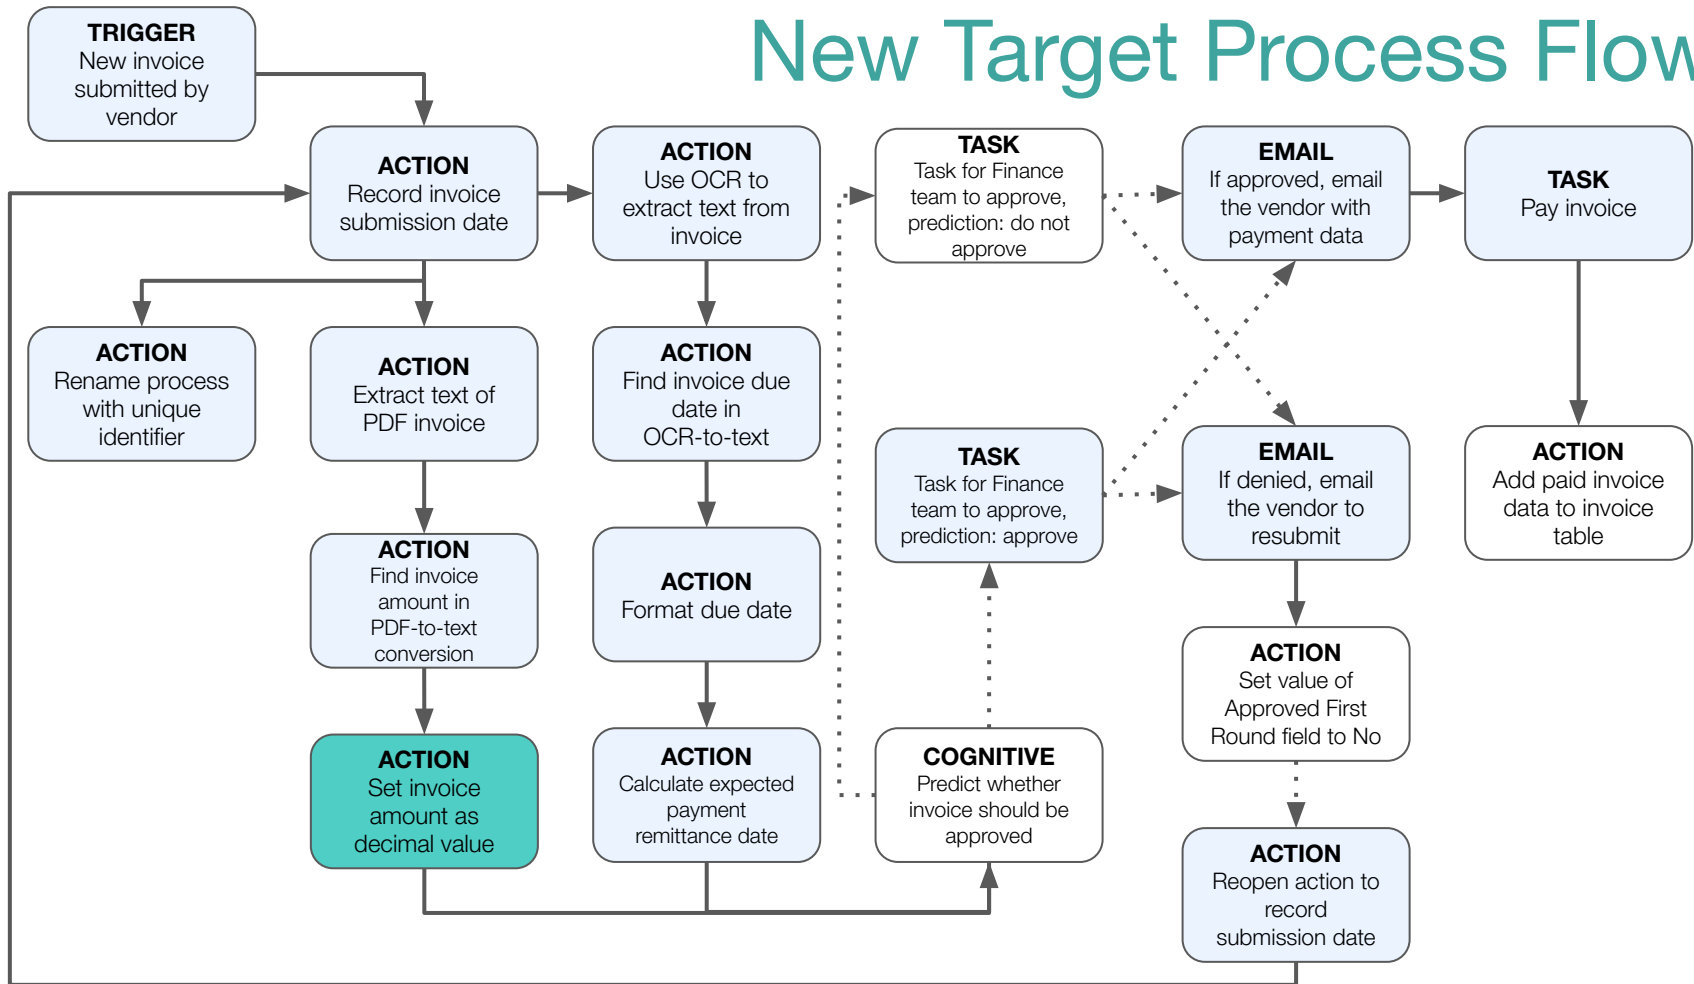 New Target Process Flow
TRIGGER
New invoice
submitted by
vendor
ACTION
Record invoice
submission date
ACTION
Use OCR to
extract text from
invoice
TASK
Task for Finance
team to approve,
prediction: do not
approve
EMAIL
If approved, email
the vendor with
payment data
TASK
Pay invoice
ACTION
Rename process
with unique
identifier
ACTION
Extract text of
PDF invoice
ACTION
Find invoice due
date in
OCR-to-text
TASK
Task for Finance
team to approve,
prediction: approve
EMAIL
If denied, email
the vendor to
resubmit
ACTION
Add paid invoice
data to invoice
table
ACTION
Find invoice
amount in
PDF-to-text
conversion
ACTION
Format due date
ACTION
Set value of
Approved First
Round field to No
ACTION
Set invoice
amount as
decimal value
ACTION
Calculate expected
payment
remittance date
COGNITIVE
Predict whether
invoice should be
approved
ACTION
Reopen action to
record
submission date